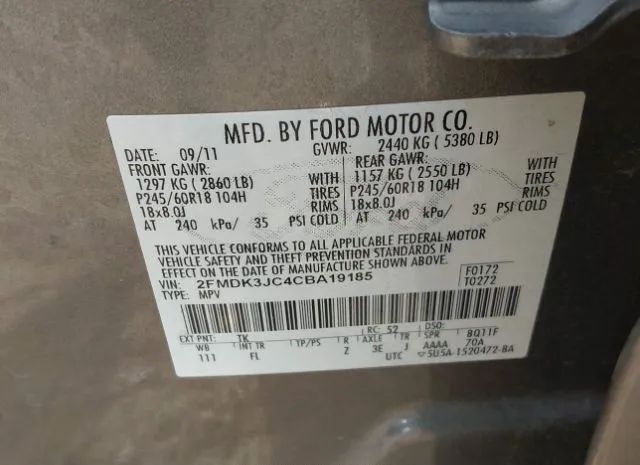 MFD. BY FORD MOTOR CO.
DATE: 09/11 GVWR: 2440 KG ( 5380 LB)
FRONT GAWR: WITH REAR GAWR: WITH
1297 KG ( 2860 LB) TIRES 1157 KG ( 2550 LB) TIRES
P245/60R18 104H RIMS P245/60R18 104H RIMS
18x8.0J 18x8.0J
AT 240 kPa/ 35 PSI COLD AT 240 kPa/ 35 PSI COLD
THIS VEHICLE CONFORMS TO ALL APPLICABLE FEDERAL MOTOR
VEHICLE SAFETY AND BUMPER AND THEFT PREVENTION STANDARDS IN
EFFECT ON THE DATE OF MANUFACTURE SHOWN ABOVE.
VIN: 2FMDK3JC4CBA19185 F0172
TYPE: MPV T0272
EXT PNT: TK RC: 52 DSO:
WB INT TR TP/PS R AXLE TR SPR 8Q11F
111 FL Z 3E J AAAA 70A
UTC 5U5A-1520472-BA